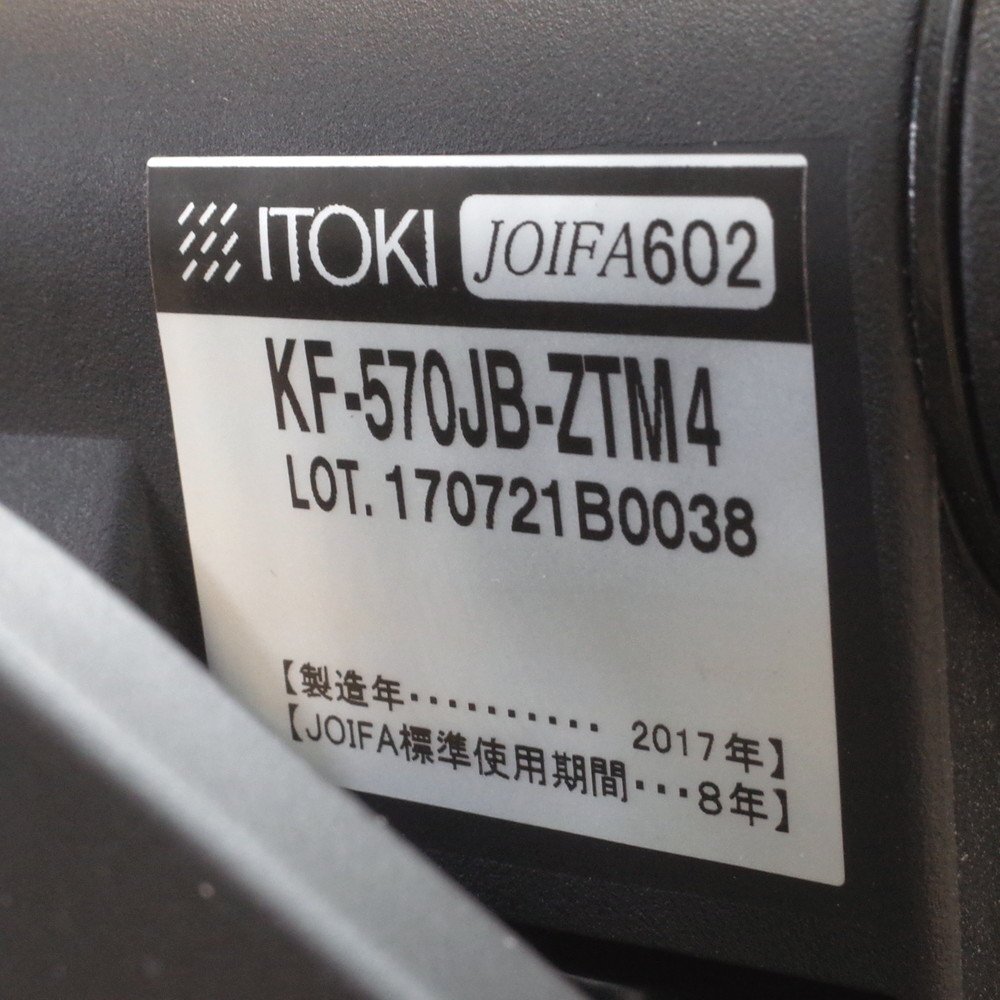 ITOKI JOIFA602
KF-570JB-ZTM4
LOT. 170721B0038
【製造年.......... 2017年】
【JOIFA標準使用期間...8年】